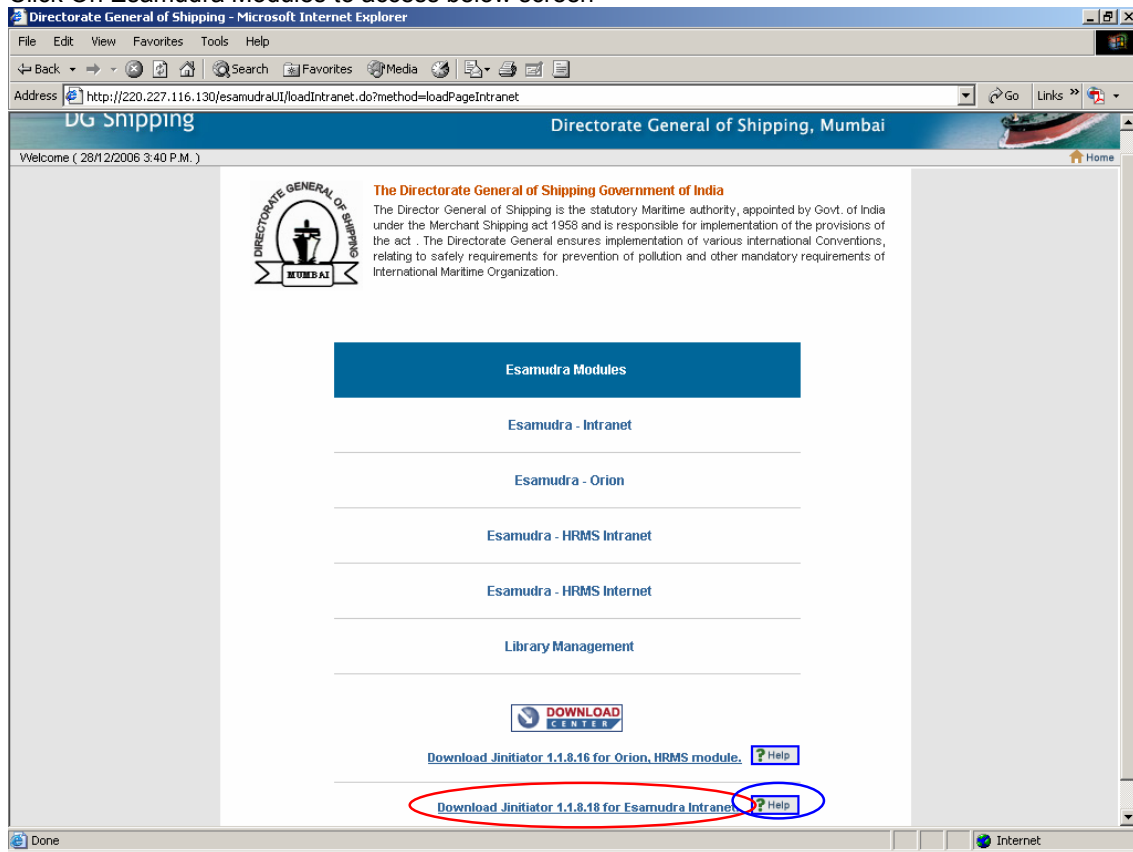 Click On Esamudra Modules to access below screen
Directorate General of Shipping - Microsoft Internet Explorer
File Edit View Favorites Tools Help
Back Search Favorites Media
Address http://220.227.116.130/esamudraUI/loadIntranet.do?method=loadPageIntranet Go Links »
DG Shipping Directorate General of Shipping, Mumbai
Welcome ( 28/12/2006 3:40 P.M. ) Home
DIRECTORATE GENERAL OF SHIPPING
MUMBAI
The Directorate General of Shipping Government of India
The Director General of Shipping is the statutory Maritime authority, appointed by Govt. of India
under the Merchant Shipping act 1958 and is responsible for implementation of the provisions of
the act . The Directorate General ensures implementation of various international Conventions,
relating to safely requirements for prevention of pollution and other mandatory requirements of
International Maritime Organization.
Esamudra Modules
Esamudra - Intranet
Esamudra - Orion
Esamudra - HRMS Intranet
Esamudra - HRMS Internet
Library Management
DOWNLOAD
CENTER
Download Jinitiator 1.1.8.16 for Orion, HRMS module. ? Help
Download Jinitiator 1.1.8.18 for Esamudra Intranet. ? Help
Done Internet